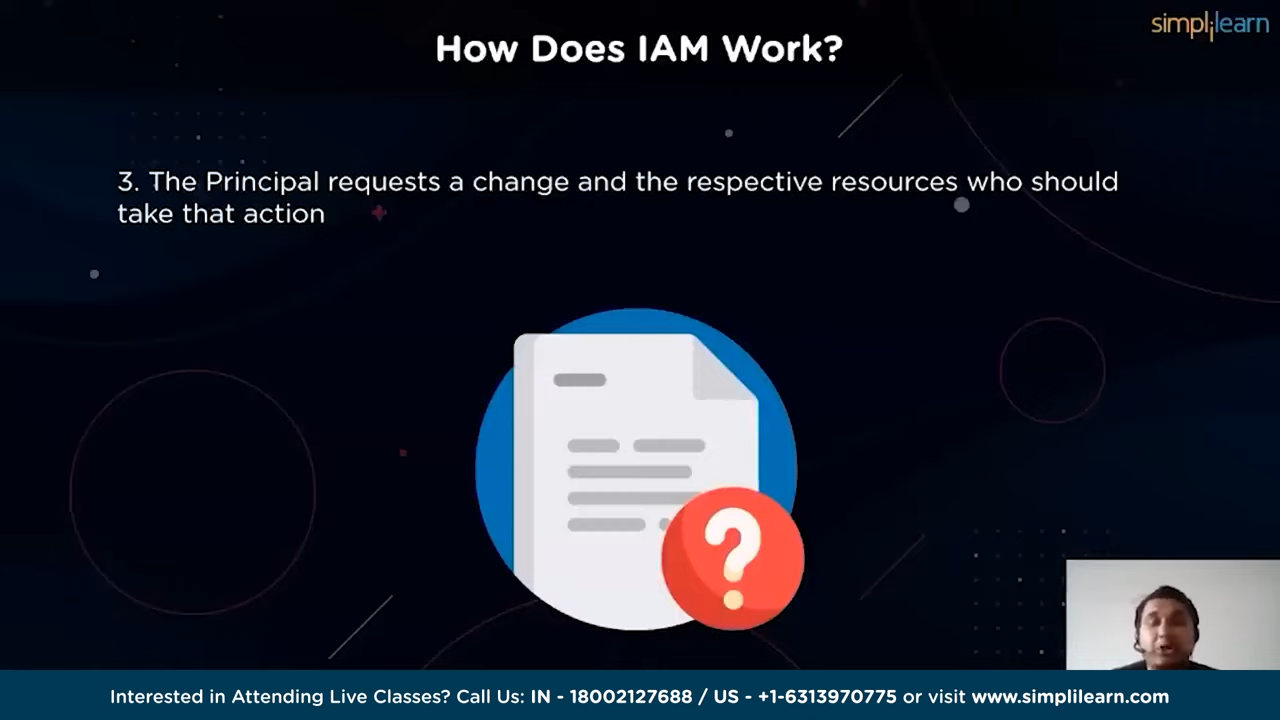 simplilearn
How Does IAM Work?
3. The Principal requests a change and the respective resources who should
take that action
?
Interested in Attending Live Classes? Call Us: IN - 18002127688 / US - +1-6313970775 or visit www.simplilearn.com